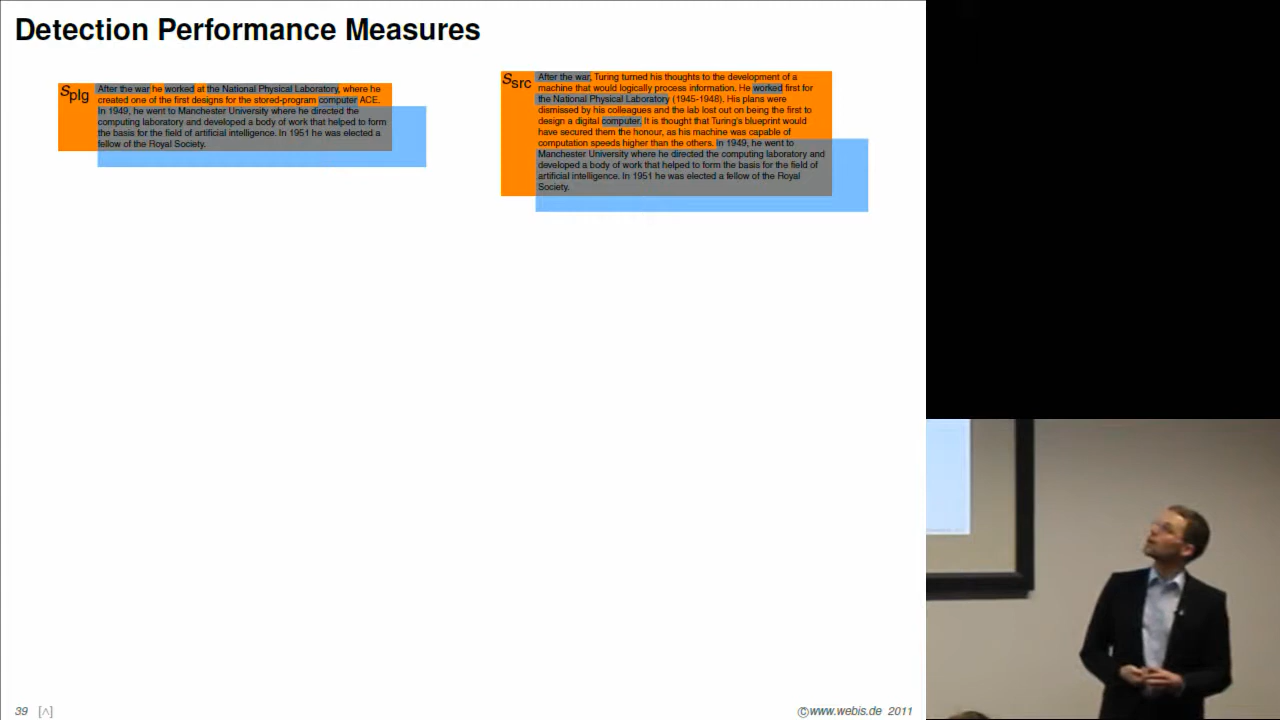 Detection Performance Measures
Splg
After the war he worked at the National Physical Laboratory, where he
created one of the first designs for the stored-program computer ACE.
In 1949, he went to Manchester University where he directed the
computing laboratory and developed a body of work that helped to form
the basis for the field of artificial intelligence. In 1951 he was elected a
fellow of the Royal Society.
Ssrc
After the war, Turing turned his thoughts to the development of a
machine that would logically process information. He worked first for
the National Physical Laboratory (1945-1948). His plans were
dismissed by his colleagues and the lab lost out on being the first to
design a digital computer. It is thought that Turing's blueprint would
have secured them the honour, as his machine was capable of
computation speeds higher than the others. In 1949, he went to
Manchester University where he directed the computing laboratory and
developed a body of work that helped to form the basis for the field of
artificial intelligence. In 1951 he was elected a fellow of the Royal
Society.
39 [∧]
©www.webis.de 2011